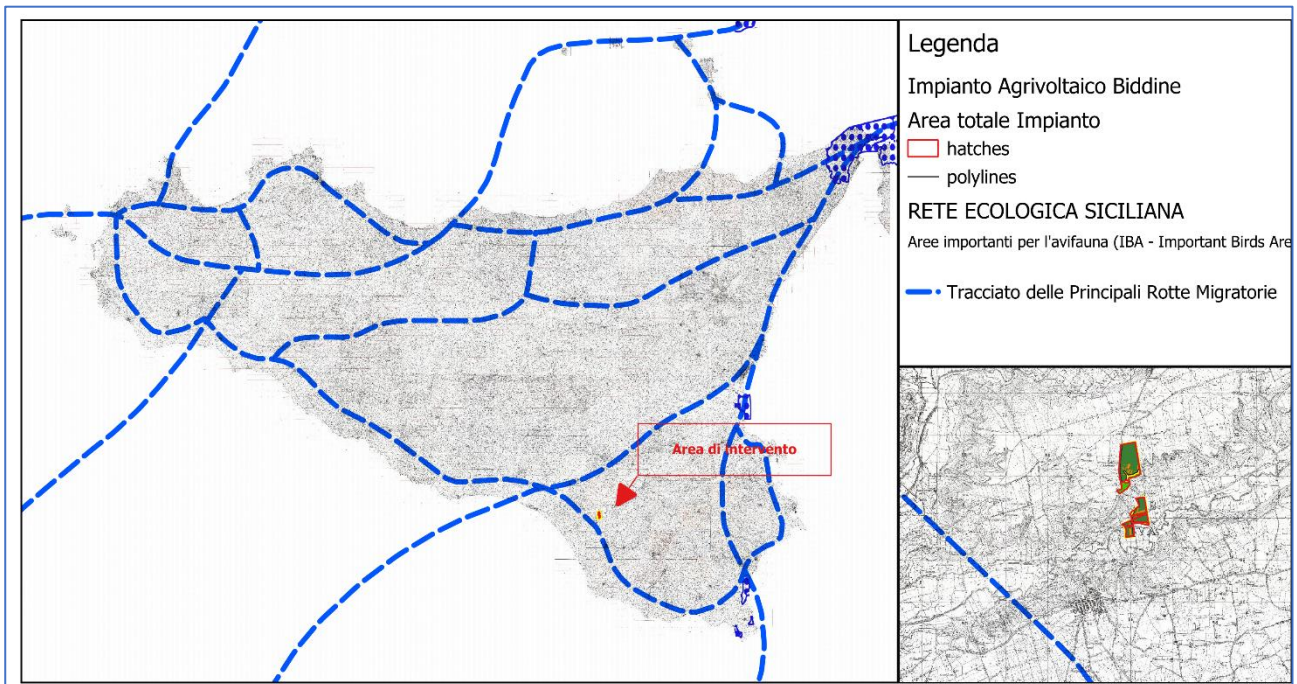 Legenda
Impianto Agrivoltaico Biddine
Area totale Impianto
hatches
polylines
RETE ECOLOGICA SICILIANA
Aree importanti per l'avifauna (IBA - Important Birds Are
Tracciato delle Principali Rotte Migratorie
Area di intervento